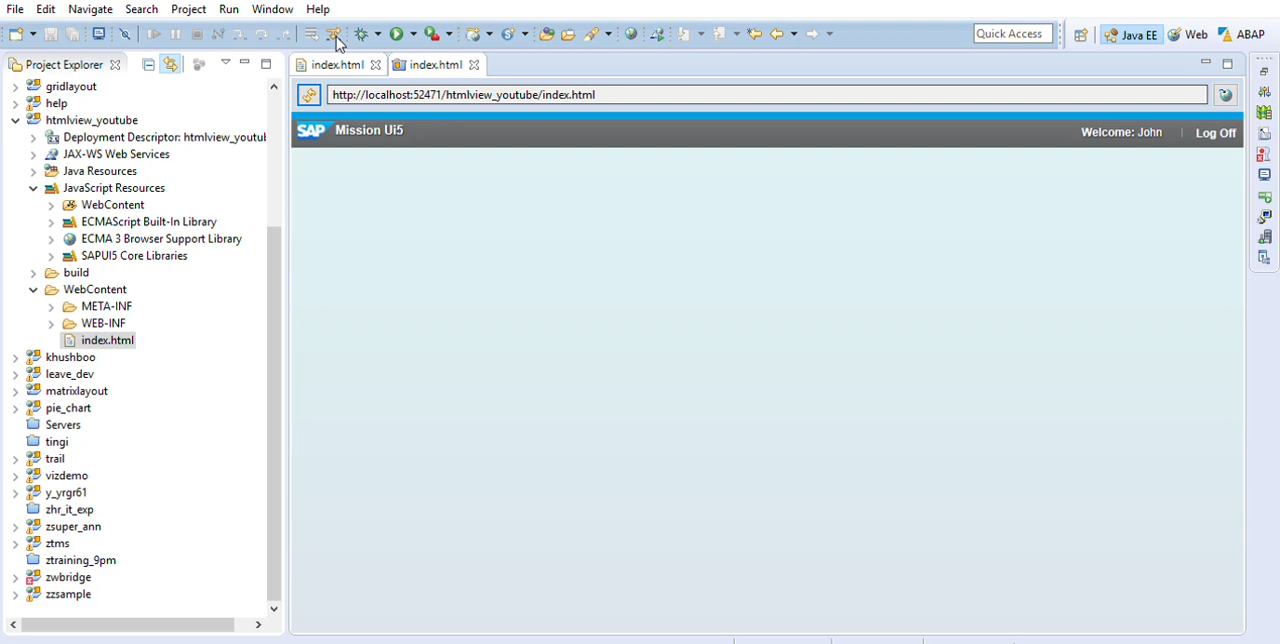 File Edit Navigate Search Project Run Window Help
Quick Access
Java EE
Web
ABAP
Project Explorer
index.html
index.html
gridlayout
help
htmlview_youtube
Deployment Descriptor: htmlview_youtub
JAX-WS Web Services
Java Resources
JavaScript Resources
WebContent
ECMAScript Built-In Library
ECMA 3 Browser Support Library
SAPUI5 Core Libraries
build
WebContent
META-INF
WEB-INF
index.html
khushboo
leave_dev
matrixlayout
pie_chart
Servers
tingi
trail
vizdemo
y_yrgr61
zhr_it_exp
zsuper_ann
ztms
ztraining_9pm
zwbridge
zzsample
http://localhost:52471/htmlview_youtube/index.html
SAP Mission Ui5
Welcome: John | Log Off